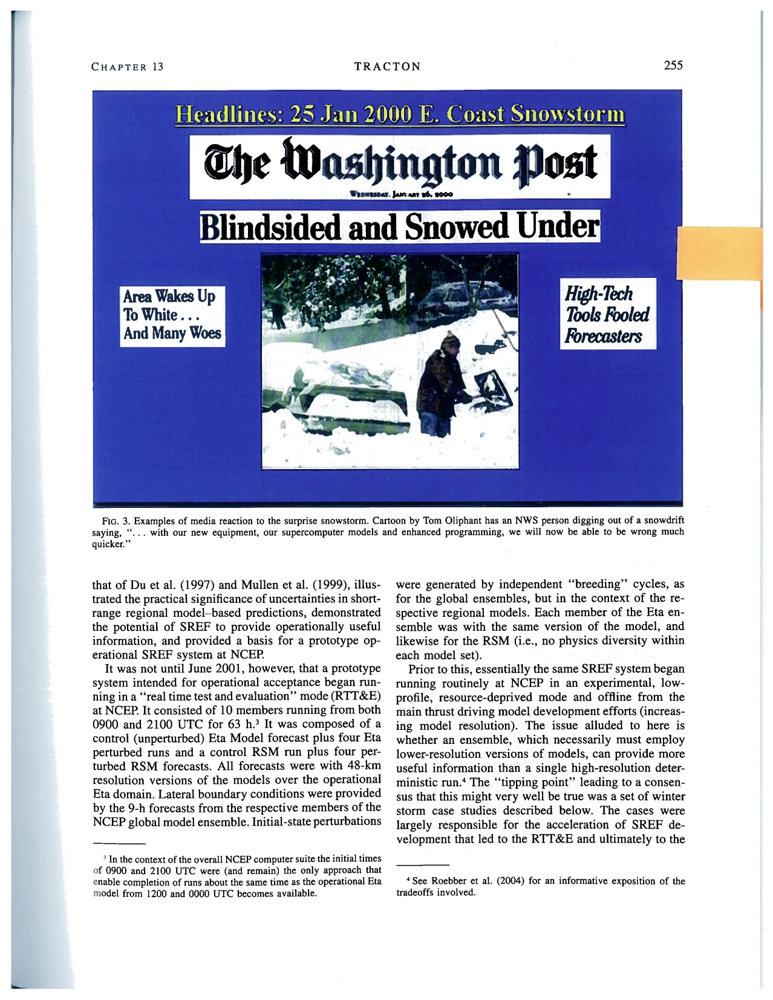 CHAPTER 13
TRACTON
255
Headlines: 25 Jan 2000 E. Coast Snowstorm
The Washington Post
WEDNESDAY, JANUARY 26, 2000
Blindsided and Snowed Under
Area Wakes Up
To White . . .
And Many Woes
High-Tech
Tools Fooled
Forecasters
FIG. 3. Examples of media reaction to the surprise snowstorm. Cartoon by Tom Oliphant has an NWS person digging out of a snowdrift
saying, “. . . with our new equipment, our supercomputer models and enhanced programming, we will now be able to be wrong much
quicker.”
that of Du et al. (1997) and Mullen et al. (1999), illus-
trated the practical significance of uncertainties in short-
range regional model–based predictions, demonstrated
the potential of SREF to provide operationally useful
information, and provided a basis for a prototype op-
erational SREF system at NCEP.
It was not until June 2001, however, that a prototype
system intended for operational acceptance began run-
ning in a “real time test and evaluation” mode (RTT&E)
at NCEP. It consisted of 10 members running from both
0900 and 2100 UTC for 63 h.³ It was composed of a
control (unperturbed) Eta Model forecast plus four Eta
perturbed runs and a control RSM run plus four per-
turbed RSM forecasts. All forecasts were with 48-km
resolution versions of the models over the operational
Eta domain. Lateral boundary conditions were provided
by the 9-h forecasts from the respective members of the
NCEP global model ensemble. Initial-state perturbations
³ In the context of the overall NCEP computer suite the initial times
of 0900 and 2100 UTC were (and remain) the only approach that
enable completion of runs about the same time as the operational Eta
model from 1200 and 0000 UTC becomes available.
were generated by independent “breeding” cycles, as
for the global ensembles, but in the context of the re-
spective regional models. Each member of the Eta en-
semble was with the same version of the model, and
likewise for the RSM (i.e., no physics diversity within
each model set).
Prior to this, essentially the same SREF system began
running routinely at NCEP in an experimental, low-
profile, resource-deprived mode and offline from the
main thrust driving model development efforts (increas-
ing model resolution). The issue alluded to here is
whether an ensemble, which necessarily must employ
lower-resolution versions of models, can provide more
useful information than a single high-resolution deter-
ministic run.⁴ The “tipping point” leading to a consen-
sus that this might very well be true was a set of winter
storm case studies described below. The cases were
largely responsible for the acceleration of SREF de-
velopment that led to the RTT&E and ultimately to the
⁴ See Roebber et al. (2004) for an informative exposition of the
tradeoffs involved.